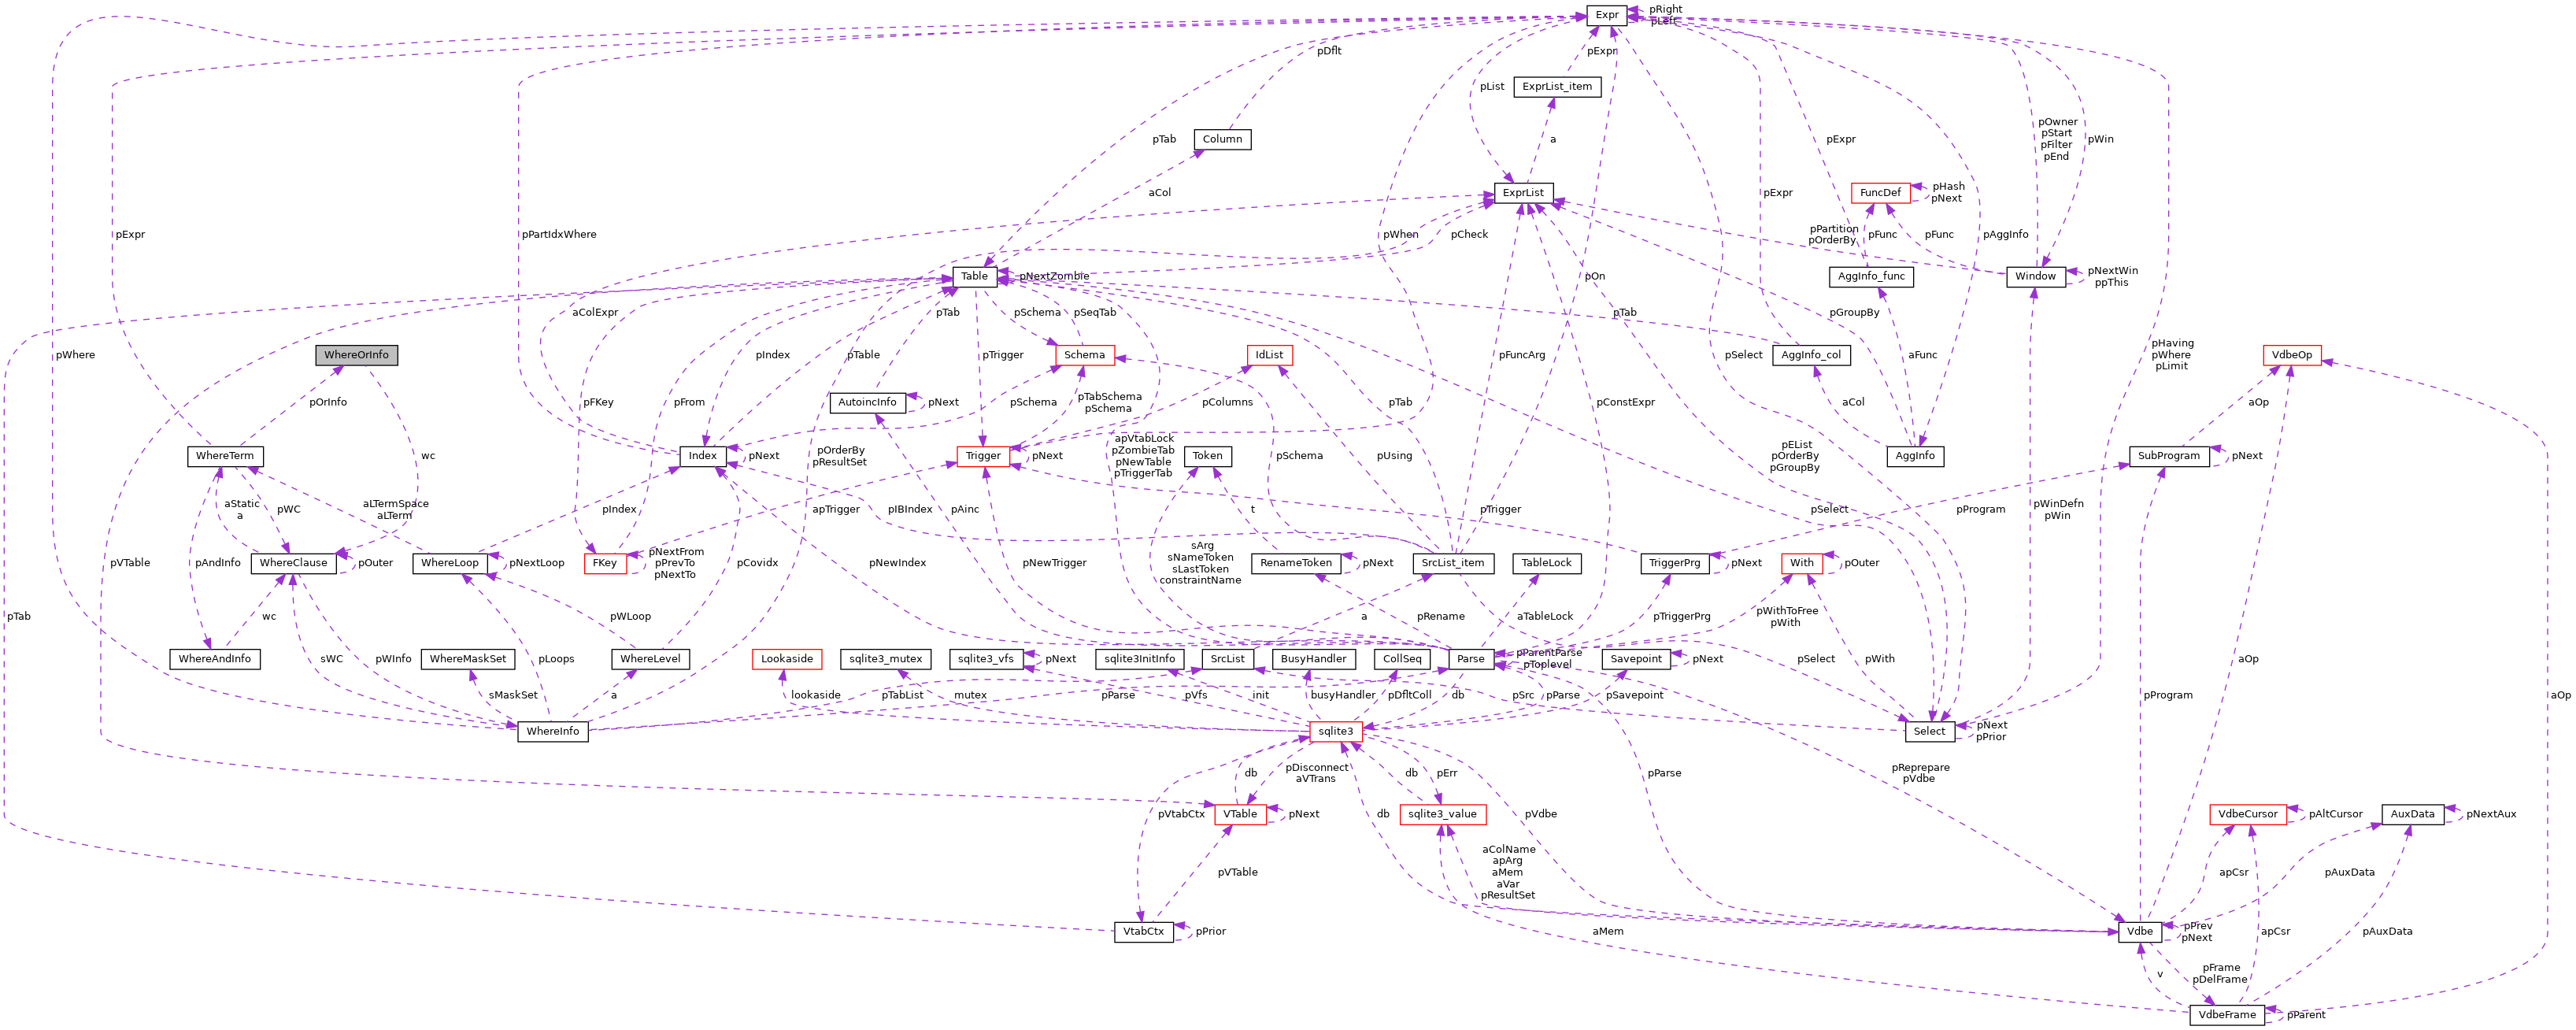 Expr
pRight
pLeft
pDflt
pExpr
pList
ExprList_item
Column
pTab
a
pExpr
pOwner
pStart
pFilter
pEnd
pWin
aCol
ExprList
pExpr
FuncDef
pHash
pNext
pExpr
pPartIdxWhere
pWhen
pCheck
pPartition
pOrderBy
pFunc
pFunc
pAggInfo
Table
pNextZombie
pOn
AggInfo_func
Window
pNextWin
ppThis
aColExpr
pTab
pSchema
pSeqTab
pTab
pGroupBy
pWhere
WhereOrInfo
pIndex
pTable
pTrigger
Schema
IdList
pFuncArg
pSelect
AggInfo_col
aFunc
pHaving
pWhere
pLimit
VdbeOp
pOrInfo
pFKey
pFrom
AutoincInfo
pNext
pSchema
pTabSchema
pSchema
pColumns
pTab
pConstExpr
aCol
aOp
WhereTerm
wc
pOrderBy
pResultSet
Index
pNext
Trigger
pNext
apVtabLock
pZombieTab
pNewTable
pTriggerTab
Token
pSchema
pUsing
pEList
pOrderBy
pGroupBy
AggInfo
SubProgram
pNext
aStatic
a
pWC
aLTermSpace
aLTerm
pIndex
apTrigger
pIBIndex
pAinc
t
pTrigger
pSelect
pProgram
pWinDefn
pWin
pVTable
pAndInfo
WhereClause
pOuter
WhereLoop
pNextLoop
FKey
pNextFrom
pPrevTo
pNextTo
pCovidx
pNewIndex
pNewTrigger
sArg
sNameToken
sLastToken
constraintName
RenameToken
pNext
SrcList_item
TableLock
TriggerPrg
pNext
With
pOuter
pTab
wc
pWLoop
a
pRename
aTableLock
pTriggerPrg
pWithToFree
pWith
WhereAndInfo
sWC
pWInfo
WhereMaskSet
pLoops
WhereLevel
Lookaside
sqlite3_mutex
sqlite3_vfs
pNext
sqlite3InitInfo
SrcList
BusyHandler
CollSeq
Parse
pParentParse
pToplevel
Savepoint
pNext
pSelect
pWith
sMaskSet
a
lookaside
pTabList
pParse
mutex
pVfs
init
busyHandler
pDfltColl
db
pSrc
pParse
pSavepoint
aOp
pProgram
aOp
WhereInfo
sqlite3
Select
pNext
pPrior
db
pDisconnect
aVTrans
db
pErr
pParse
pReprepare
pVdbe
pVtabCtx
VTable
pNext
db
sqlite3_value
pVdbe
VdbeCursor
pAltCursor
AuxData
pNextAux
pVTable
aColName
apArg
aMem
aVar
pResultSet
apCsr
pAuxData
VtabCtx
pPrior
aMem
Vdbe
pPrev
pNext
apCsr
pAuxData
v
pFrame
pDelFrame
VdbeFrame
pParent